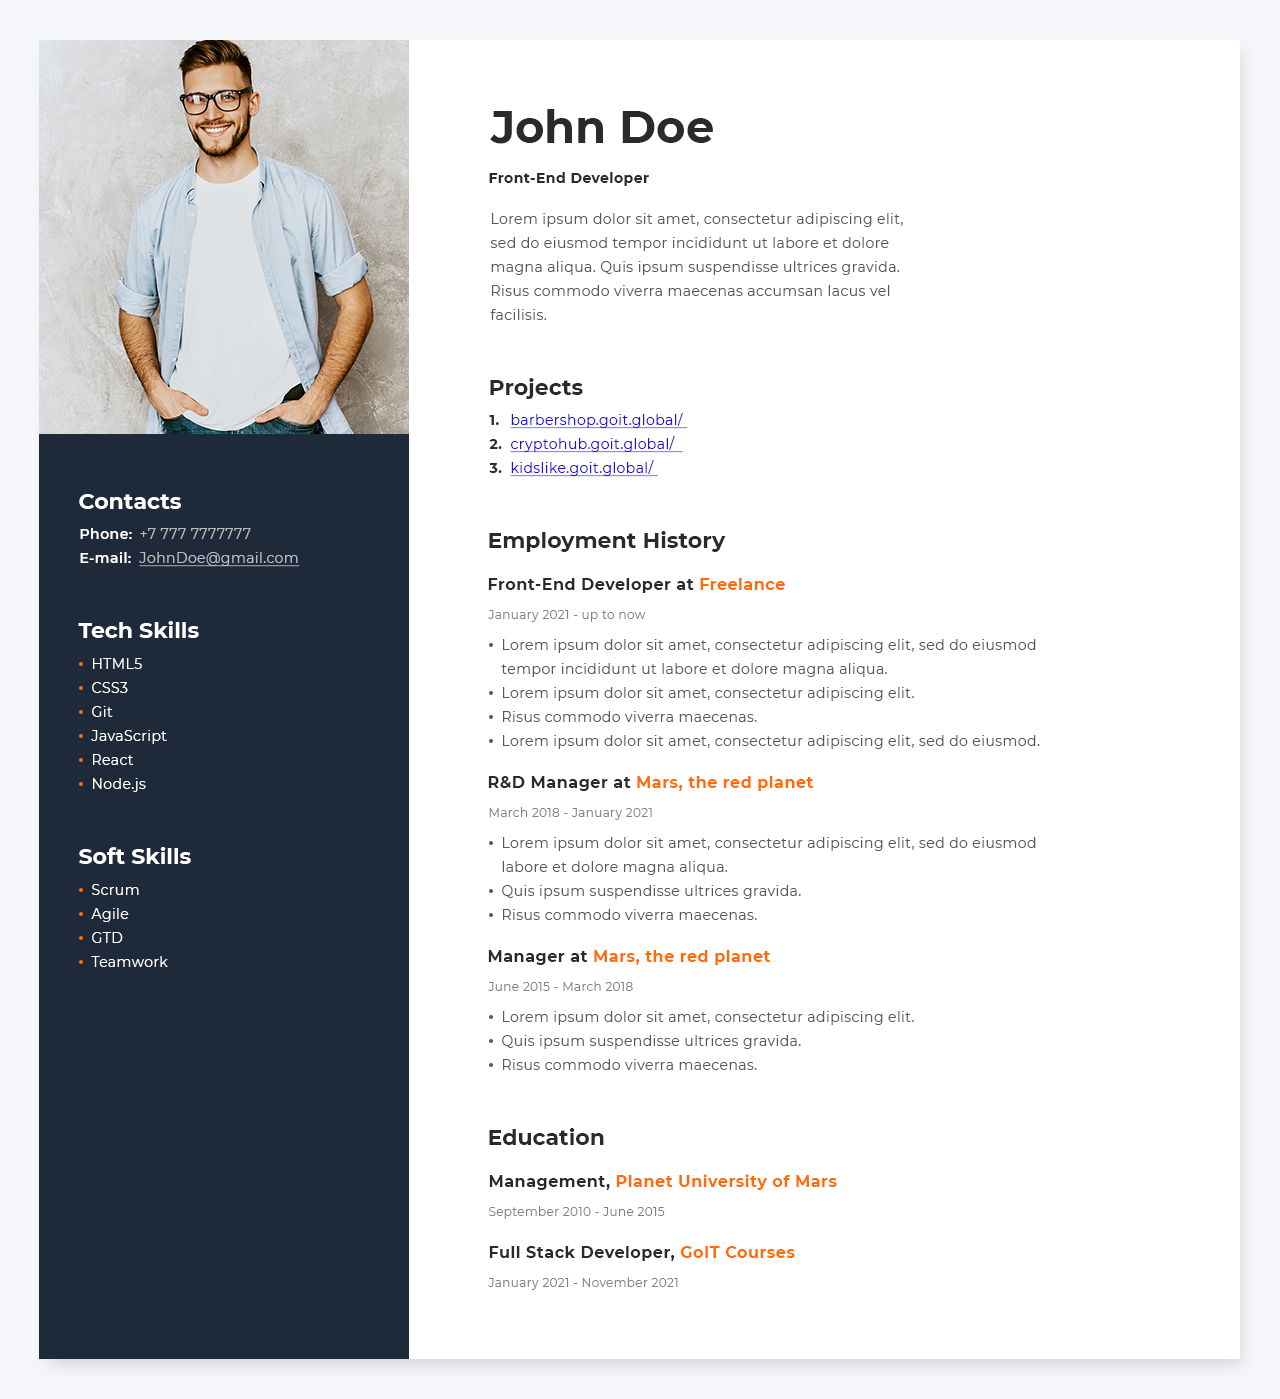 John Doe
Front-End Developer
Lorem ipsum dolor sit amet, consectetur adipiscing elit,
sed do eiusmod tempor incididunt ut labore et dolore
magna aliqua. Quis ipsum suspendisse ultrices gravida.
Risus commodo viverra maecenas accumsan lacus vel
facilisis.
Projects
1. barbershop.goit.global/
2. cryptohub.goit.global/
3. kidslike.goit.global/
Contacts
Phone: +7 777 7777777
E-mail: JohnDoe@gmail.com
Tech Skills
• HTML5
• CSS3
• Git
• JavaScript
• React
• Node.js
Soft Skills
• Scrum
• Agile
• GTD
• Teamwork
Employment History
Front-End Developer at Freelance
January 2021 - up to now
• Lorem ipsum dolor sit amet, consectetur adipiscing elit, sed do eiusmod
tempor incididunt ut labore et dolore magna aliqua.
• Lorem ipsum dolor sit amet, consectetur adipiscing elit.
• Risus commodo viverra maecenas.
• Lorem ipsum dolor sit amet, consectetur adipiscing elit, sed do eiusmod.
R&D Manager at Mars, the red planet
March 2018 - January 2021
• Lorem ipsum dolor sit amet, consectetur adipiscing elit, sed do eiusmod
labore et dolore magna aliqua.
• Quis ipsum suspendisse ultrices gravida.
• Risus commodo viverra maecenas.
Manager at Mars, the red planet
June 2015 - March 2018
• Lorem ipsum dolor sit amet, consectetur adipiscing elit.
• Quis ipsum suspendisse ultrices gravida.
• Risus commodo viverra maecenas.
Education
Management, Planet University of Mars
September 2010 - June 2015
Full Stack Developer, GoIT Courses
January 2021 - November 2021